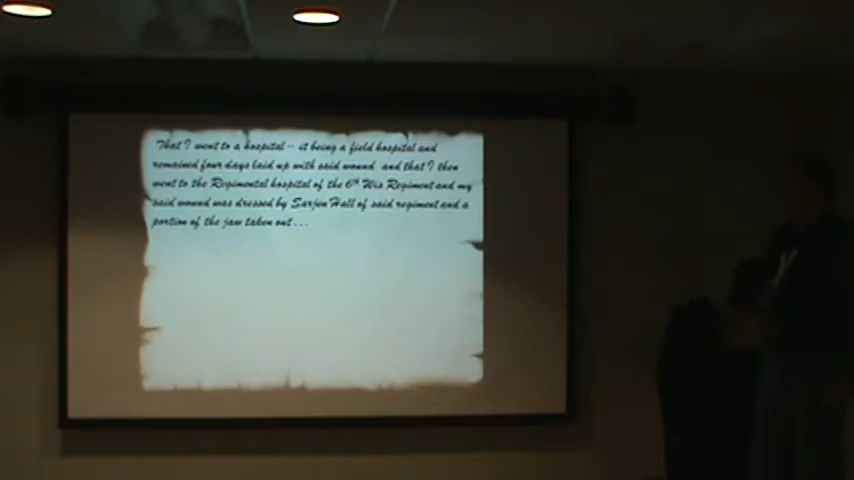 That I went to a hospital – it being a field hospital and
remained four days laid up with said wound and that I then
went to the Regimental hospital of the 6th Wis Regiment and my
said wound was dressed by Sarjen Hall of said regiment and a
portion of the jaw taken out . . .